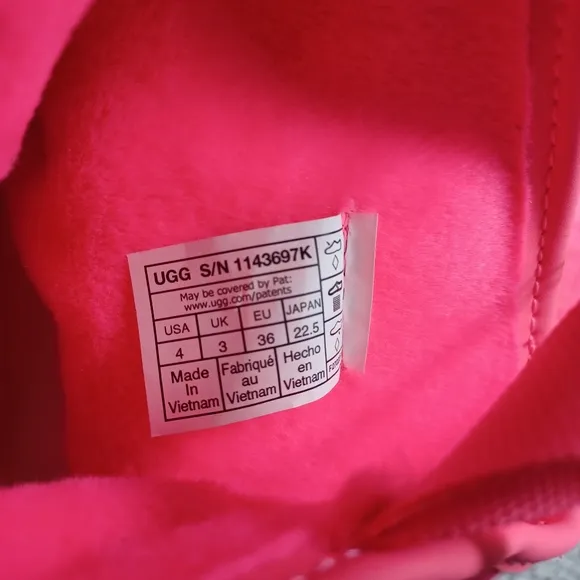 UGG S/N 1143697K
May be covered by Pat:
www.ugg.com/patents
USA UK EU JAPAN
4 3 36 22.5
Made In Vietnam
Fabriqué au Vietnam
Hecho en Vietnam